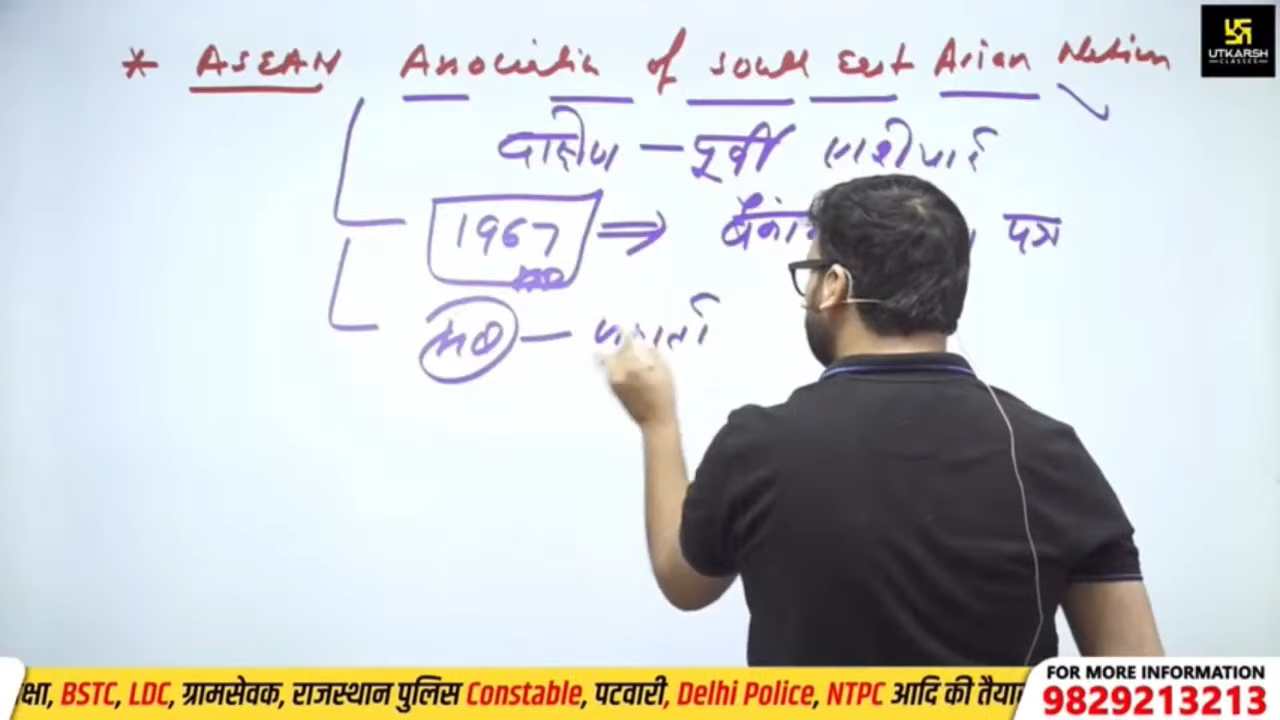 * ASEAN Association of South East Asian Nation
दक्षिण - पूर्वी एशियाई
1967 ⇒ पत्र
मु० - जकार्ता
UTKARSH
CLASSES
क्षा, BSTC, LDC, ग्रामसेवक, राजस्थान पुलिस Constable, पटवारी, Delhi Police, NTPC आदि की तैया
FOR MORE INFORMATION
9829213213